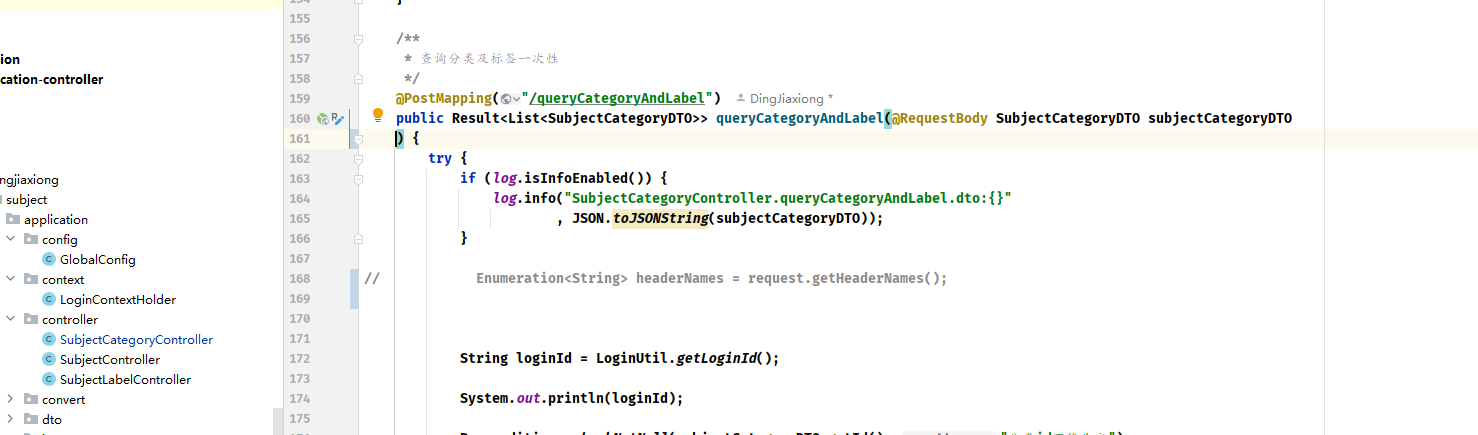 ion
cation-controller
ngjiaxiong
subject
application
config
GlobalConfig
context
LoginContextHolder
controller
SubjectCategoryController
SubjectController
SubjectLabelController
convert
dto
155
156 /**
157 * 查询分类及标签一次性
158 */
159 @PostMapping("/queryCategoryAndLabel") DingJiaxiong *
160 public Result<List<SubjectCategoryDTO>> queryCategoryAndLabel(@RequestBody SubjectCategoryDTO subjectCategoryDTO
161 ) {
162 try {
163 if (log.isInfoEnabled()) {
164 log.info("SubjectCategoryController.queryCategoryAndLabel.dto:{}"
165 , JSON.toJSONString(subjectCategoryDTO));
166 }
167
168 // Enumeration<String> headerNames = request.getHeaderNames();
169
170
171
172 String loginId = LoginUtil.getLoginId();
173
174 System.out.println(loginId);
175